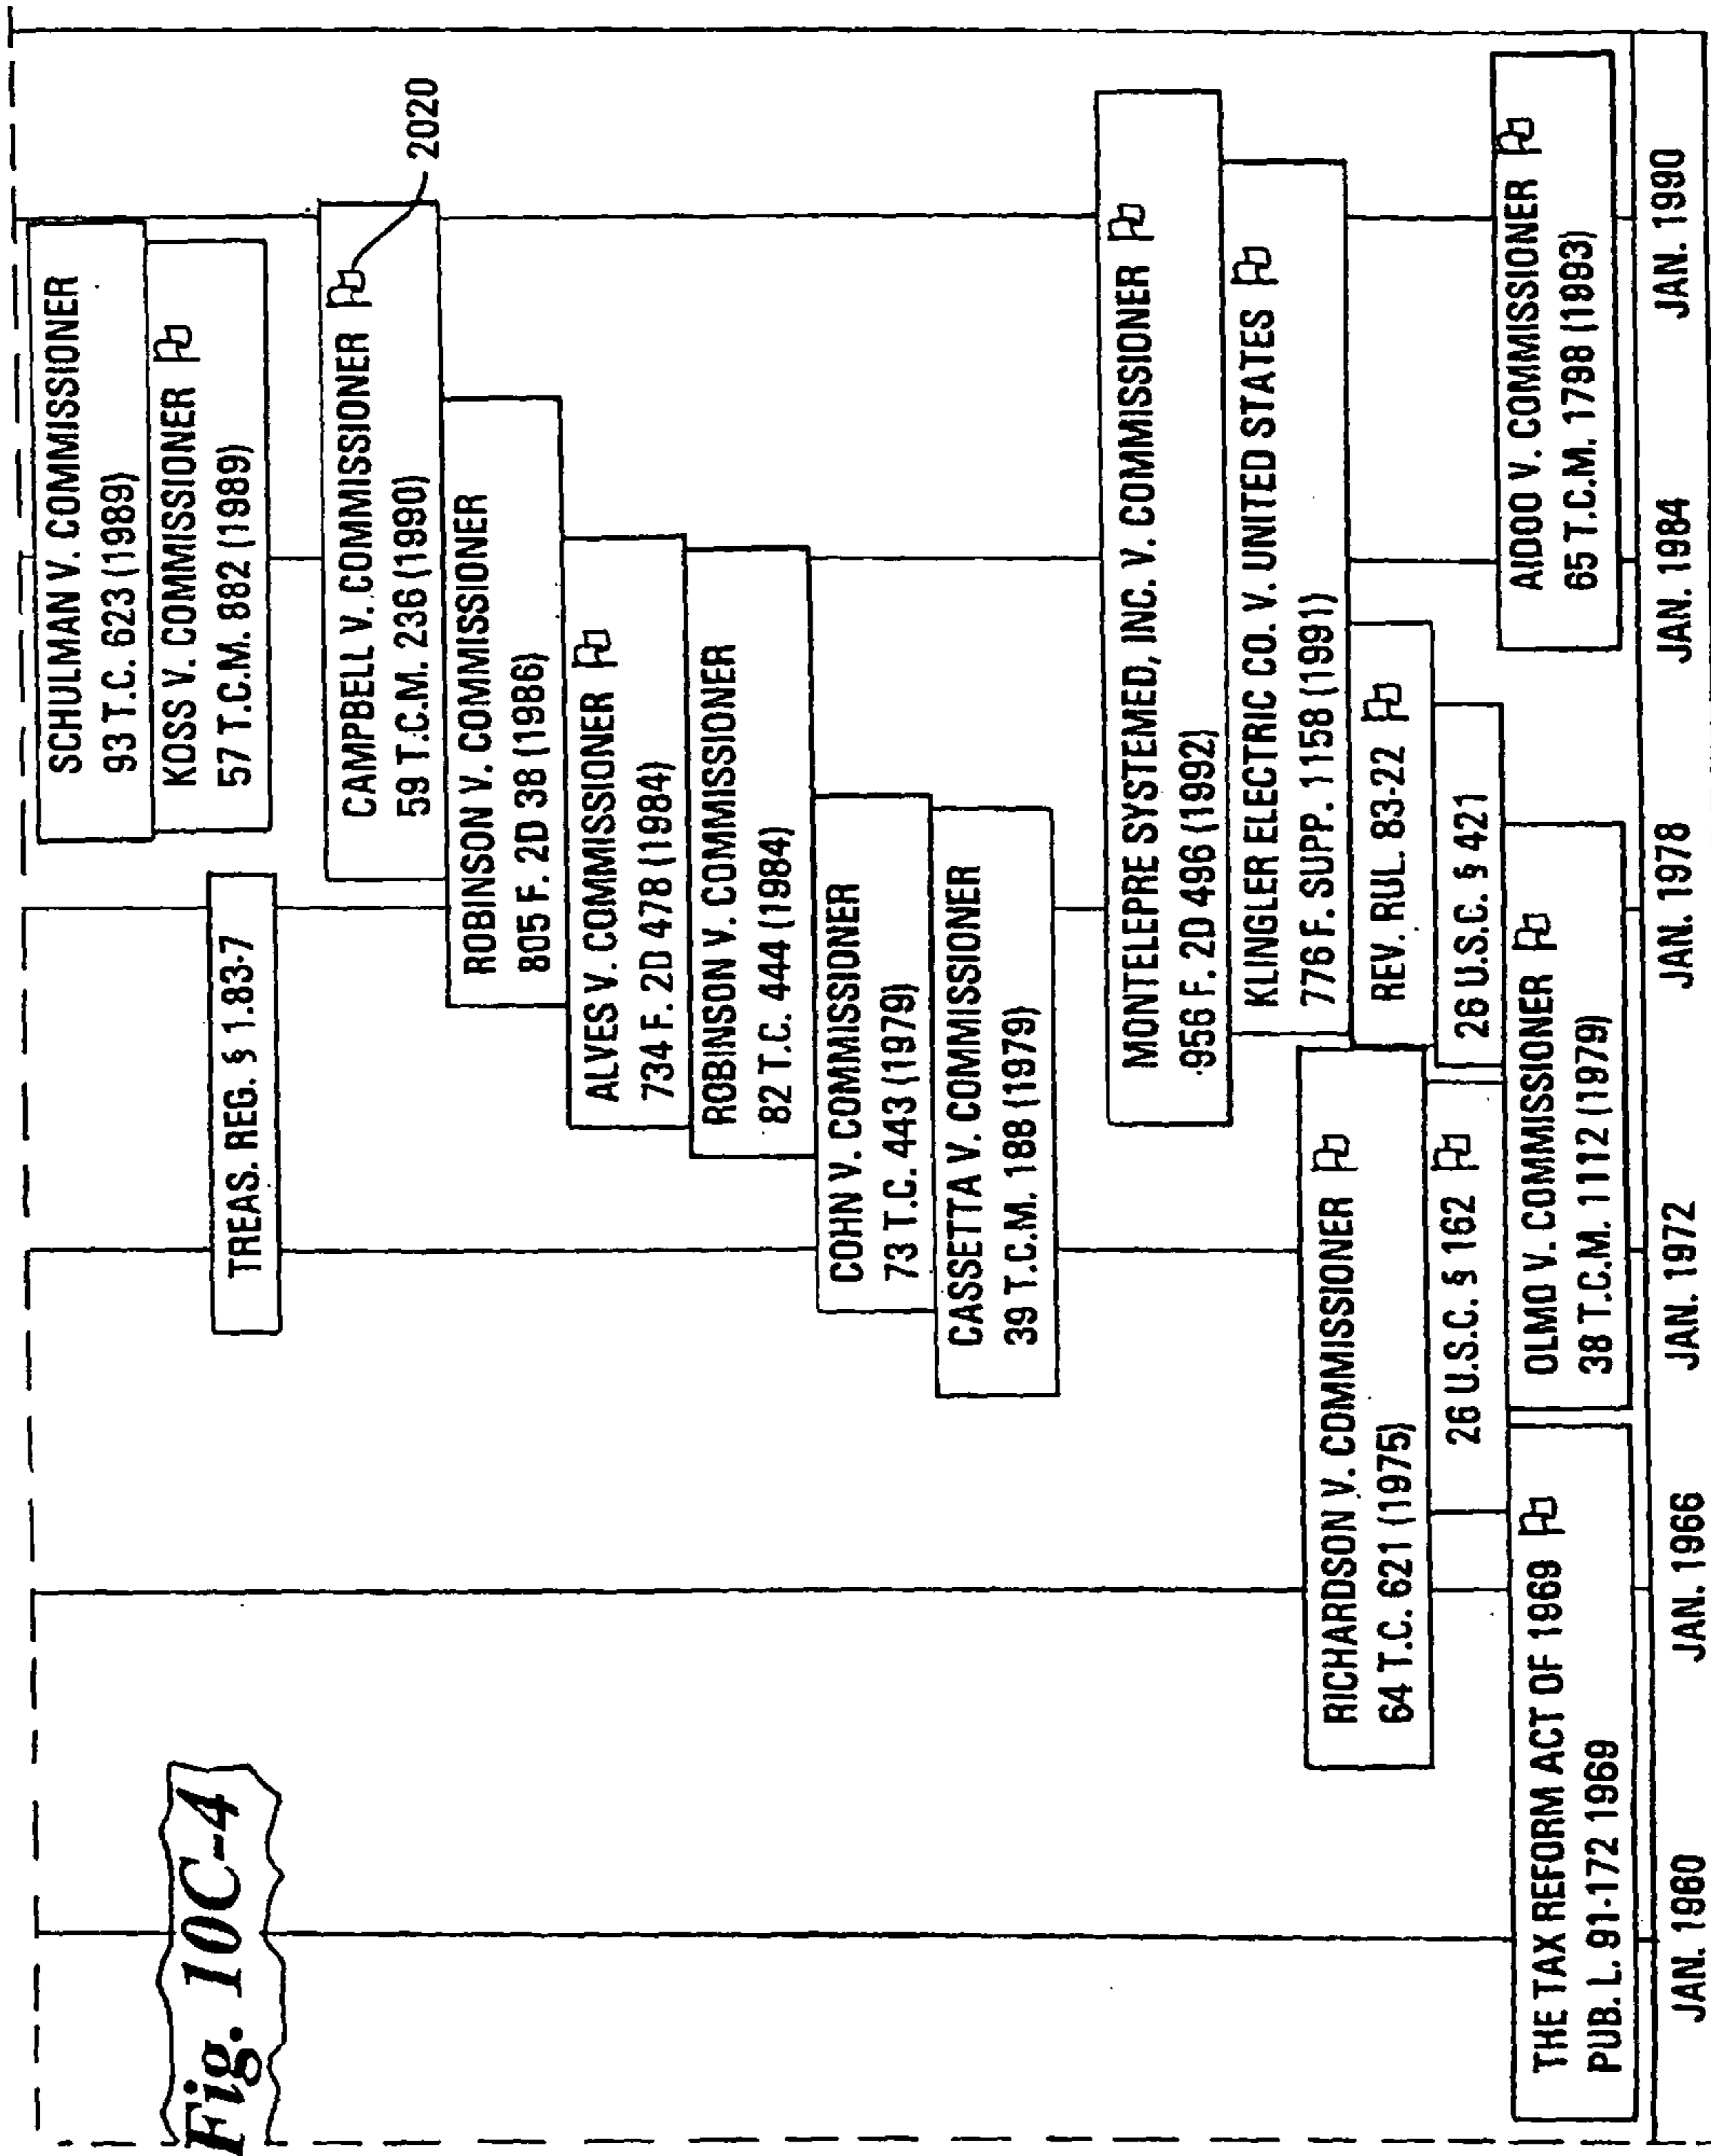 Fig. 10C-4
SCHULMAN V. COMMISSIONER
93 T.C. 623 (1989)
KOSS V. COMMISSIONER
57 T.C.M. 882 (1989)
TREAS. REG. § 1.83-7
CAMPBELL V. COMMISSIONER
59 T.C.M. 236 (1990)
2020
ROBINSON V. COMMISSIONER
805 F. 2D 38 (1986)
ALVES V. COMMISSIONER
734 F. 2D 478 (1984)
ROBINSON V. COMMISSIONER
82 T.C. 444 (1984)
COHN V. COMMISSIONER
73 T.C. 443 (1979)
CASSETTA V. COMMISSIONER
39 T.C.M. 188 (1979)
MONTELEPRE SYSTEMED, INC. V. COMMISSIONER
956 F. 2D 496 (1992)
KLINGLER ELECTRIC CO. V. UNITED STATES
776 F. SUPP. 1158 (1991)
RICHARDSON V. COMMISSIONER
64 T.C. 621 (1975)
REV. RUL. 83-22
26 U.S.C. § 162
26 U.S.C. § 421
THE TAX REFORM ACT OF 1969
PUB. L. 91-172 1969
OLMO V. COMMISSIONER
38 T.C.M. 1112 (1979)
AIDOO V. COMMISSIONER
65 T.C.M. 1798 (1993)
JAN. 1960
JAN. 1966
JAN. 1972
JAN. 1978
JAN. 1984
JAN. 1990